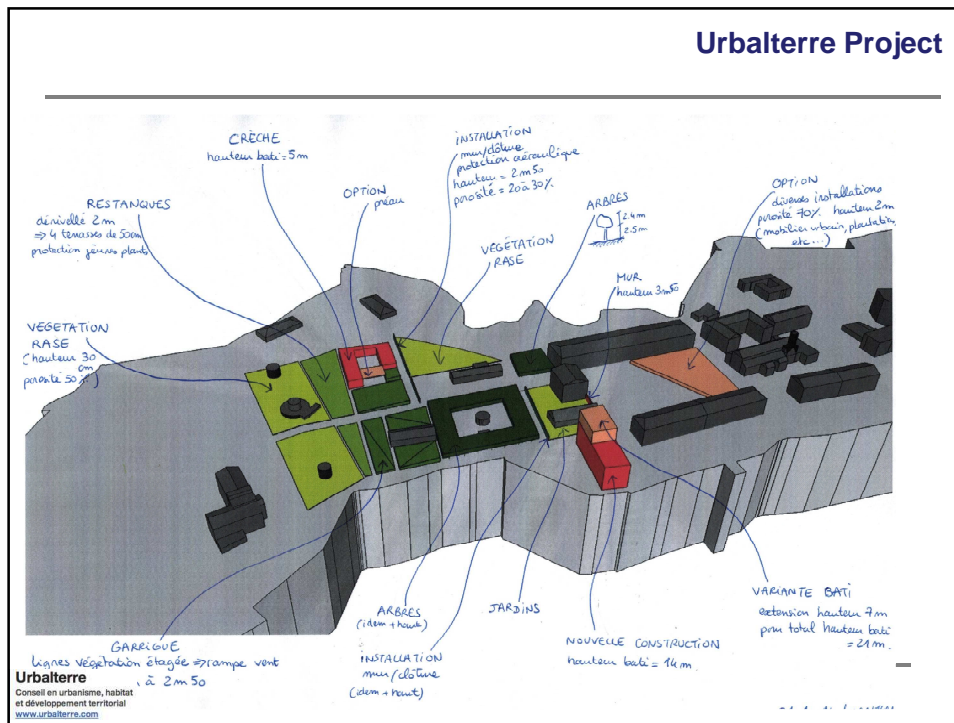 Urbalterre Project
CRÈCHE
hauteur bati = 5m
INSTALLATION
mur/clôture
protection aéraulique
hauteur = 2m50
porosité = 20 à 30%
OPTION
préau
RESTANQUES
dénivellé 2m
⇒ 4 terrasses de 50cm
protection jeunes plants
ARBRES
2.4m
2.5m
OPTION
diverses installations
porosité 70% hauteur 2m
(mobilier urbain, plantation,
etc...)
VÉGÉTATION
RASE
MUR
hauteur 3m50
VÉGÉTATION
RASE
(hauteur 30
cm
porosité 50%)
GARRIGUE
lignes végétation étagée ⇒ rampe vent
à 2m50
ARBRES
(idem + haut)
INSTALLATION
mur/clôture
(idem + haut)
JARDINS
NOUVELLE CONSTRUCTION
hauteur bati = 14m.
VARIANTE BATI
extension hauteur 7m
pour total hauteur bati
= 21m.
Urbalterre
Conseil en urbanisme, habitat
et développement territorial
www.urbalterre.com